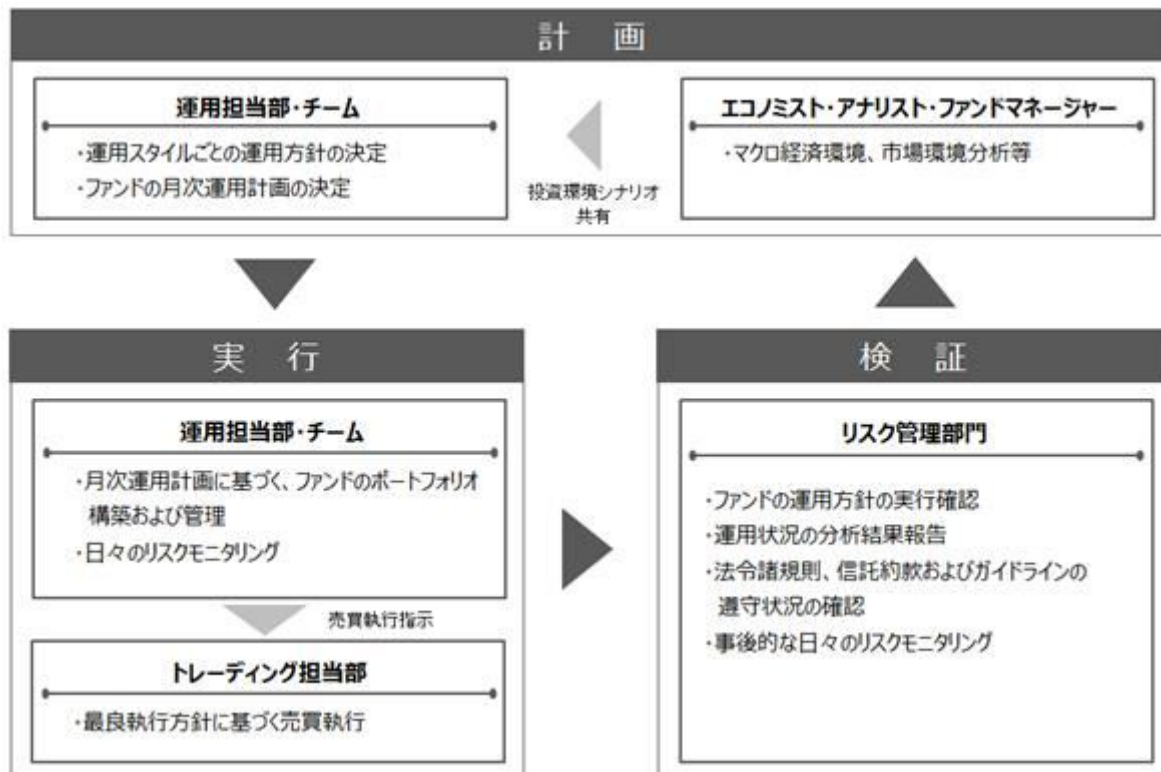 計 画
運用担当部・チーム
・運用スタイルごとの運用方針の決定
・ファンドの月次運用計画の決定
投資環境シナリオ
共有
エコノミスト・アナリスト・ファンドマネージャー
・マクロ経済環境、市場環境分析等
実 行
運用担当部・チーム
・月次運用計画に基づく、ファンドのポートフォリオ
構築および管理
・日々のリスクモニタリング
売買執行指示
トレーディング担当部
・最良執行方針に基づく売買執行
検 証
リスク管理部門
・ファンドの運用方針の実行確認
・運用状況の分析結果報告
・法令諸規則、信託約款およびガイドラインの
遵守状況の確認
・事後的な日々のリスクモニタリング